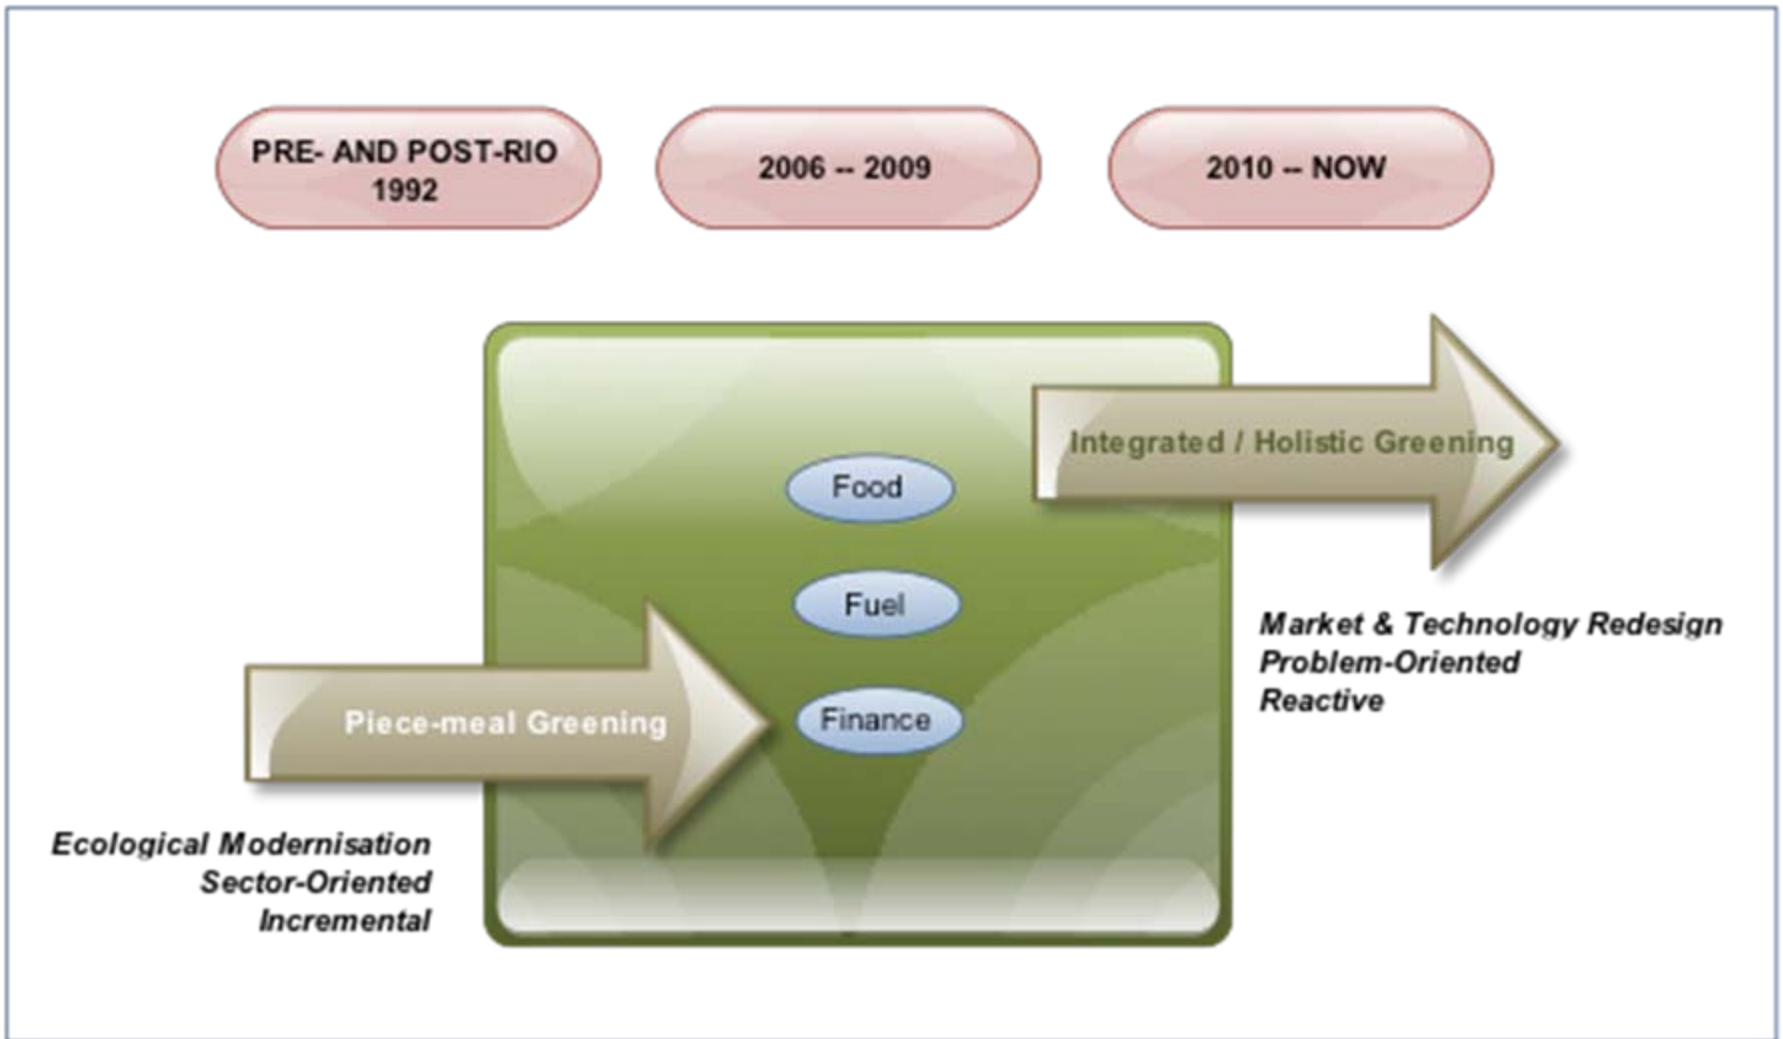 PRE- AND POST-RIO
1992
2006 -- 2009
2010 -- NOW
Integrated / Holistic Greening
Food
Fuel
Finance
Market & Technology Redesign
Problem-Oriented
Reactive
Piece-meal Greening
Ecological Modernisation
Sector-Oriented
Incremental